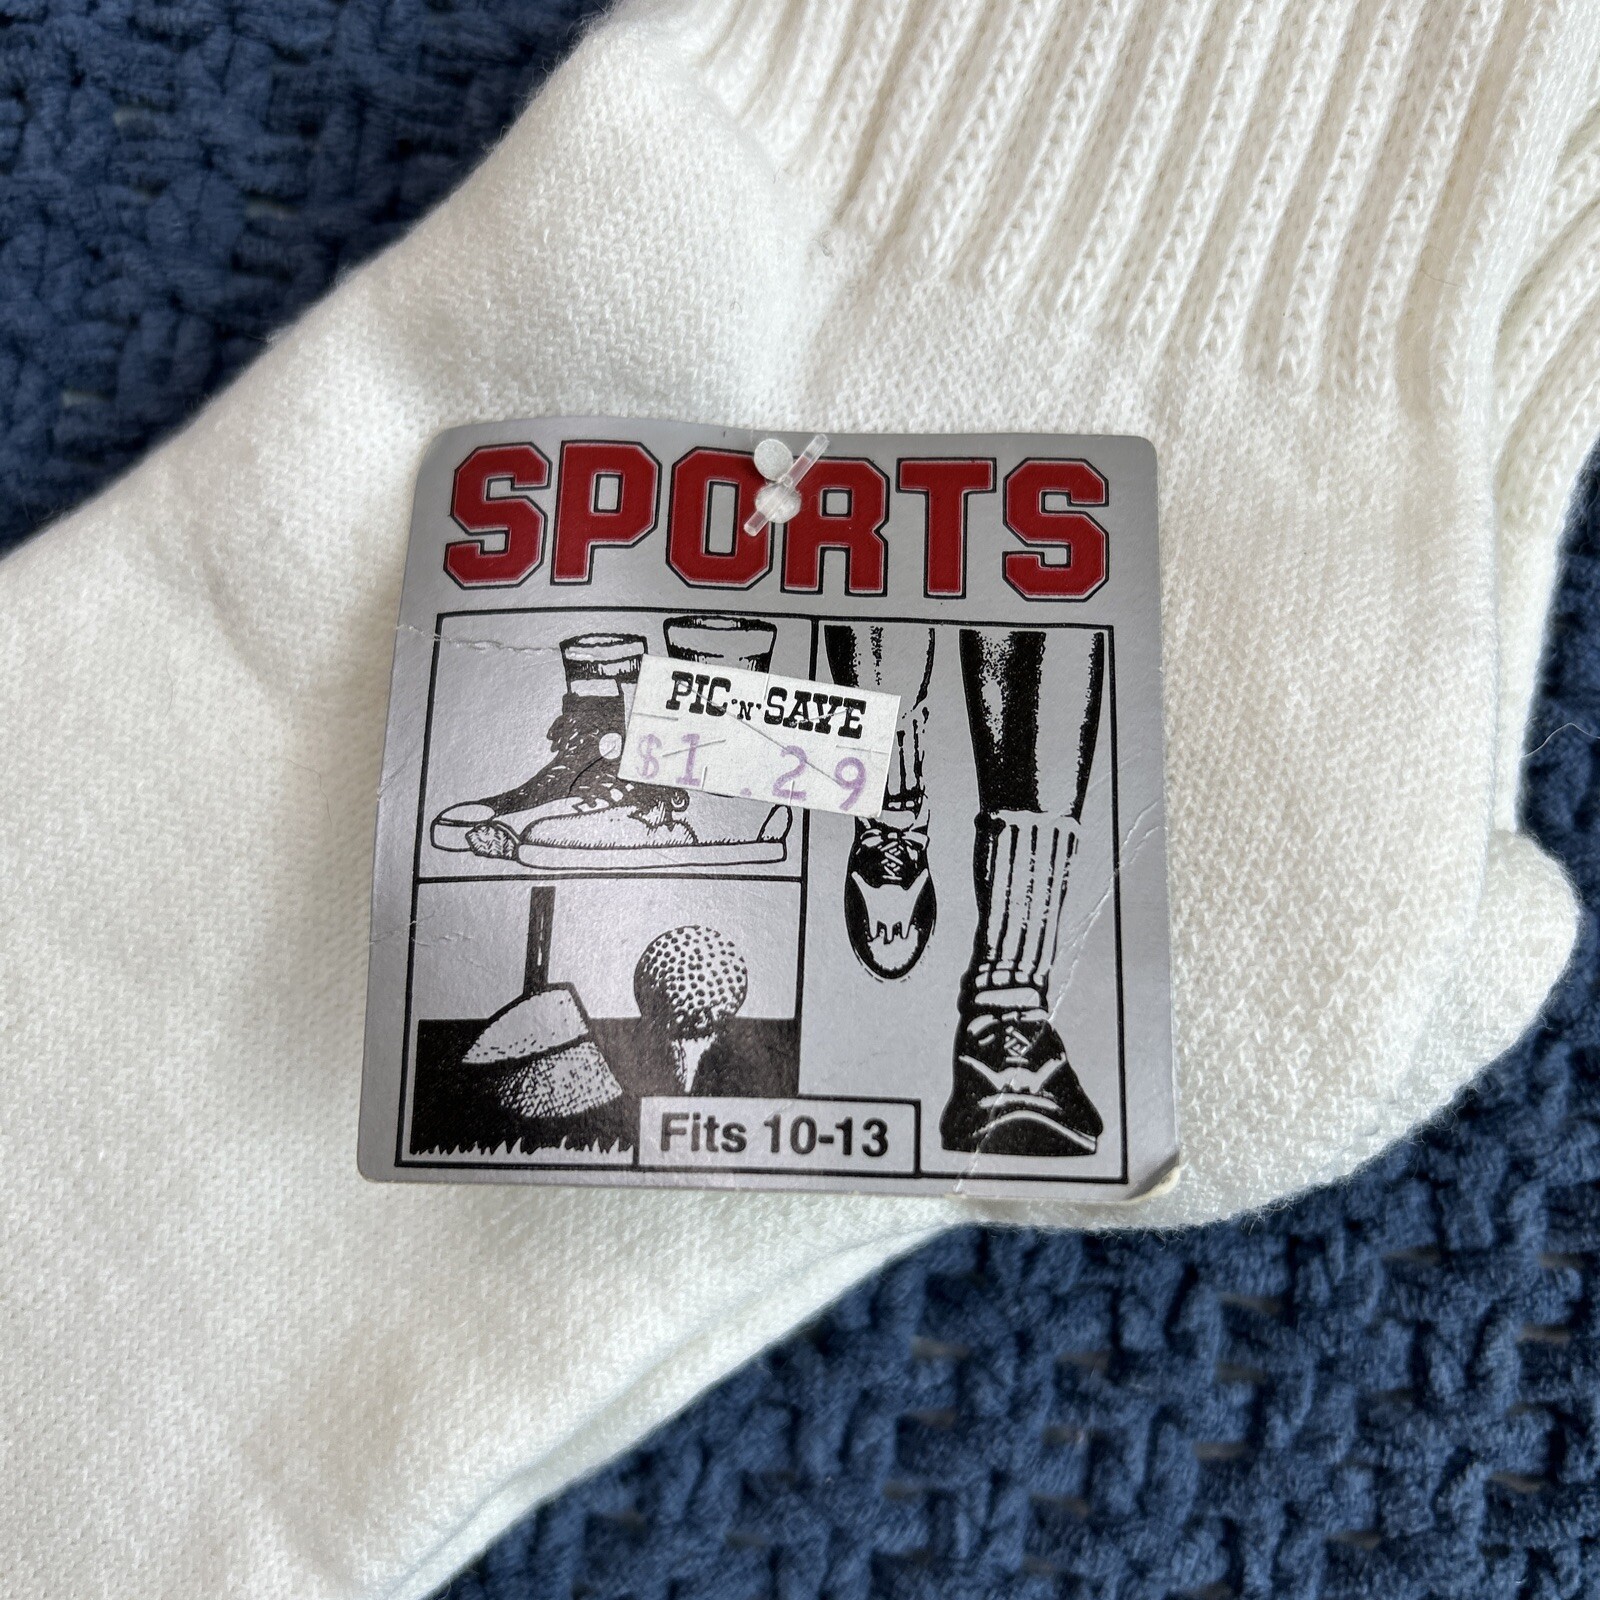 SPORTS
PIC 'N' SAVE
$1.29
Fits 10-13